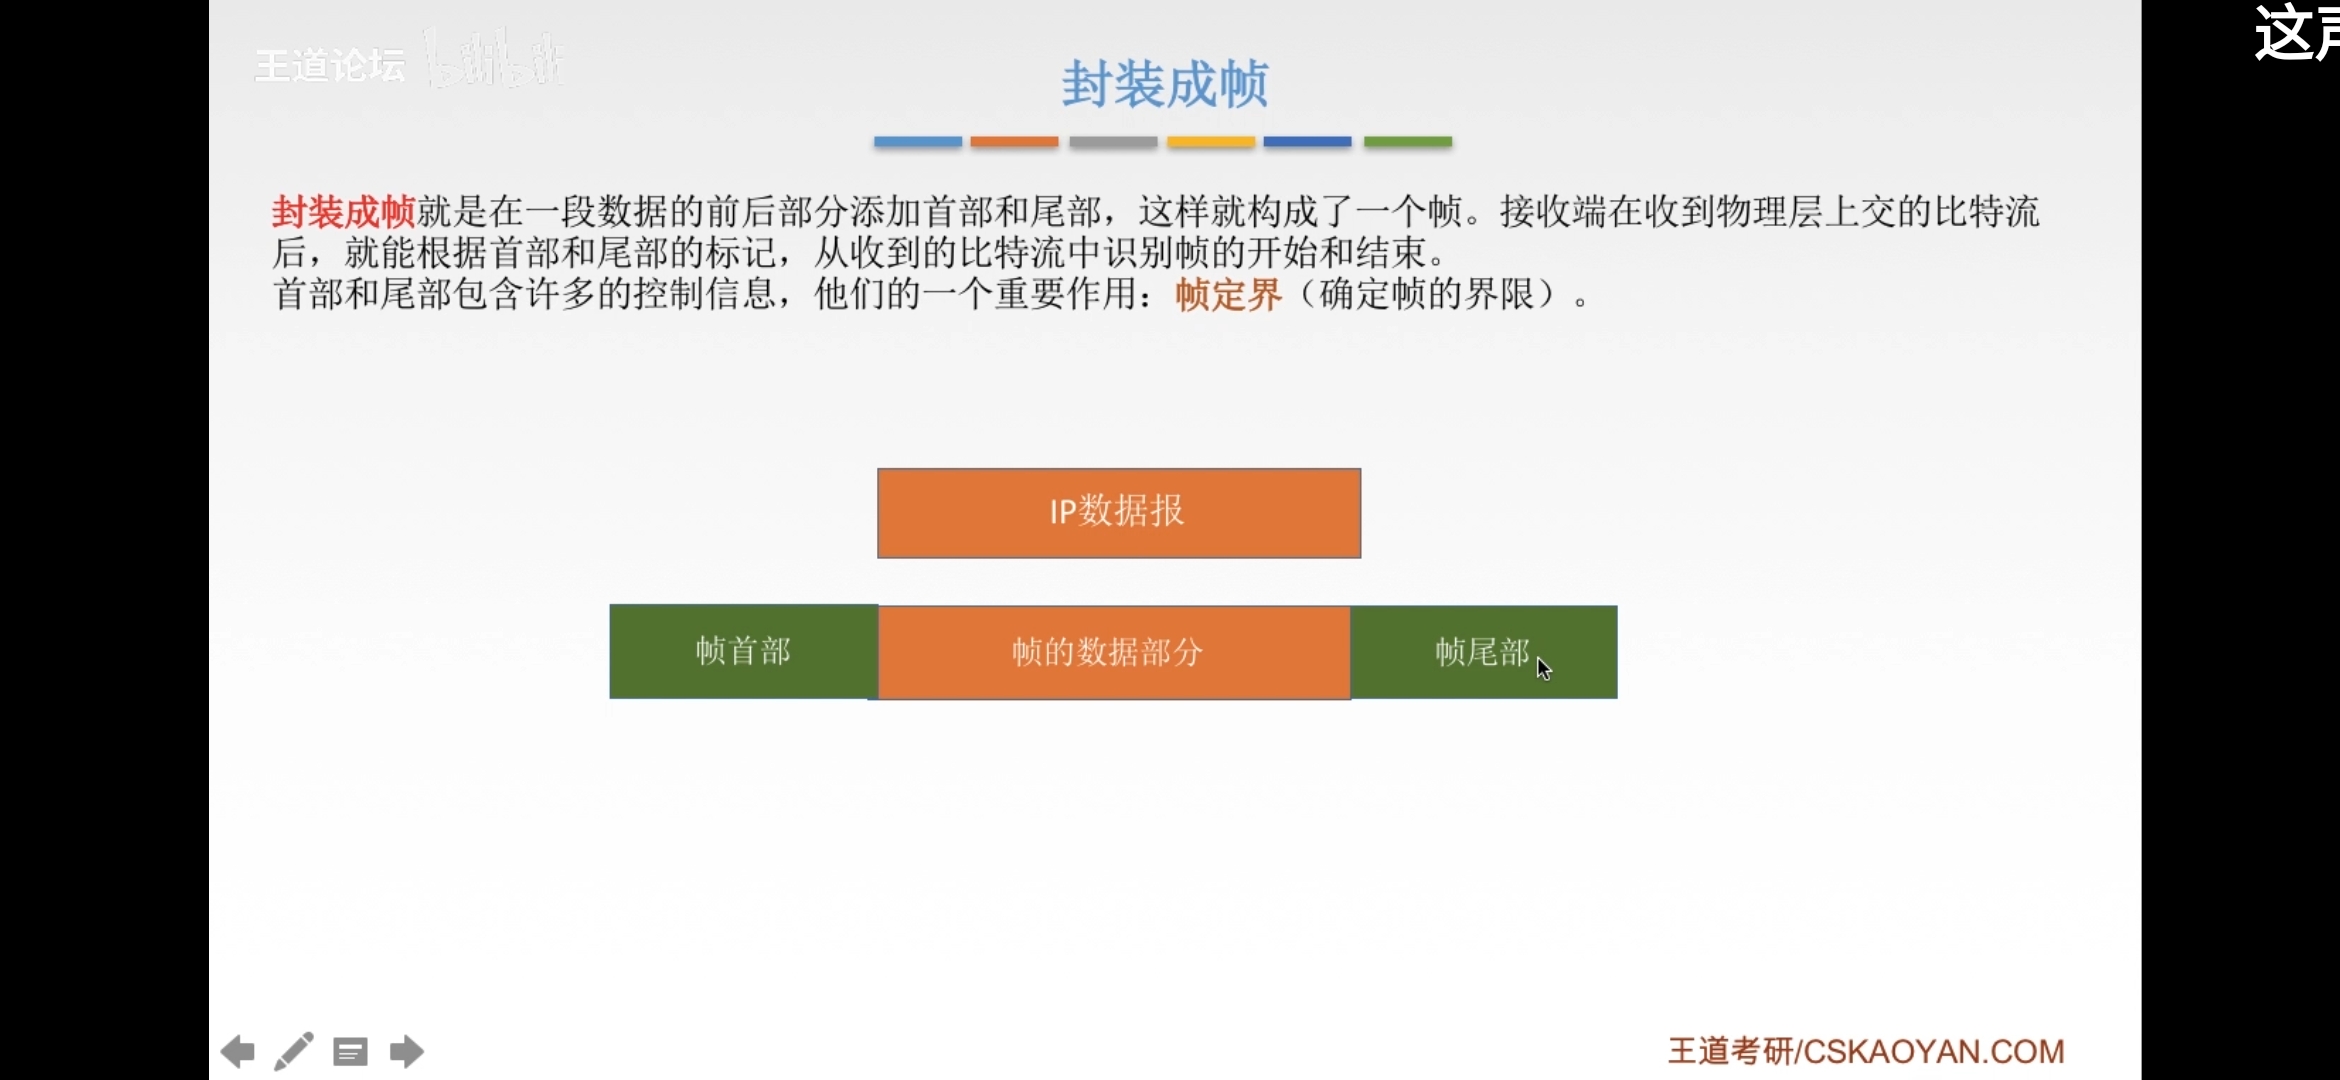 王道论坛 bilibili
这
封装成帧
封装成帧就是在一段数据的前后部分添加首部和尾部，这样就构成了一个帧。接收端在收到物理层上交的比特流
后，就能根据首部和尾部的标记，从收到的比特流中识别帧的开始和结束。
首部和尾部包含许多的控制信息，他们的一个重要作用：帧定界（确定帧的界限）。
IP数据报
帧首部 帧的数据部分 帧尾部
王道考研/CSKAOYAN.COM